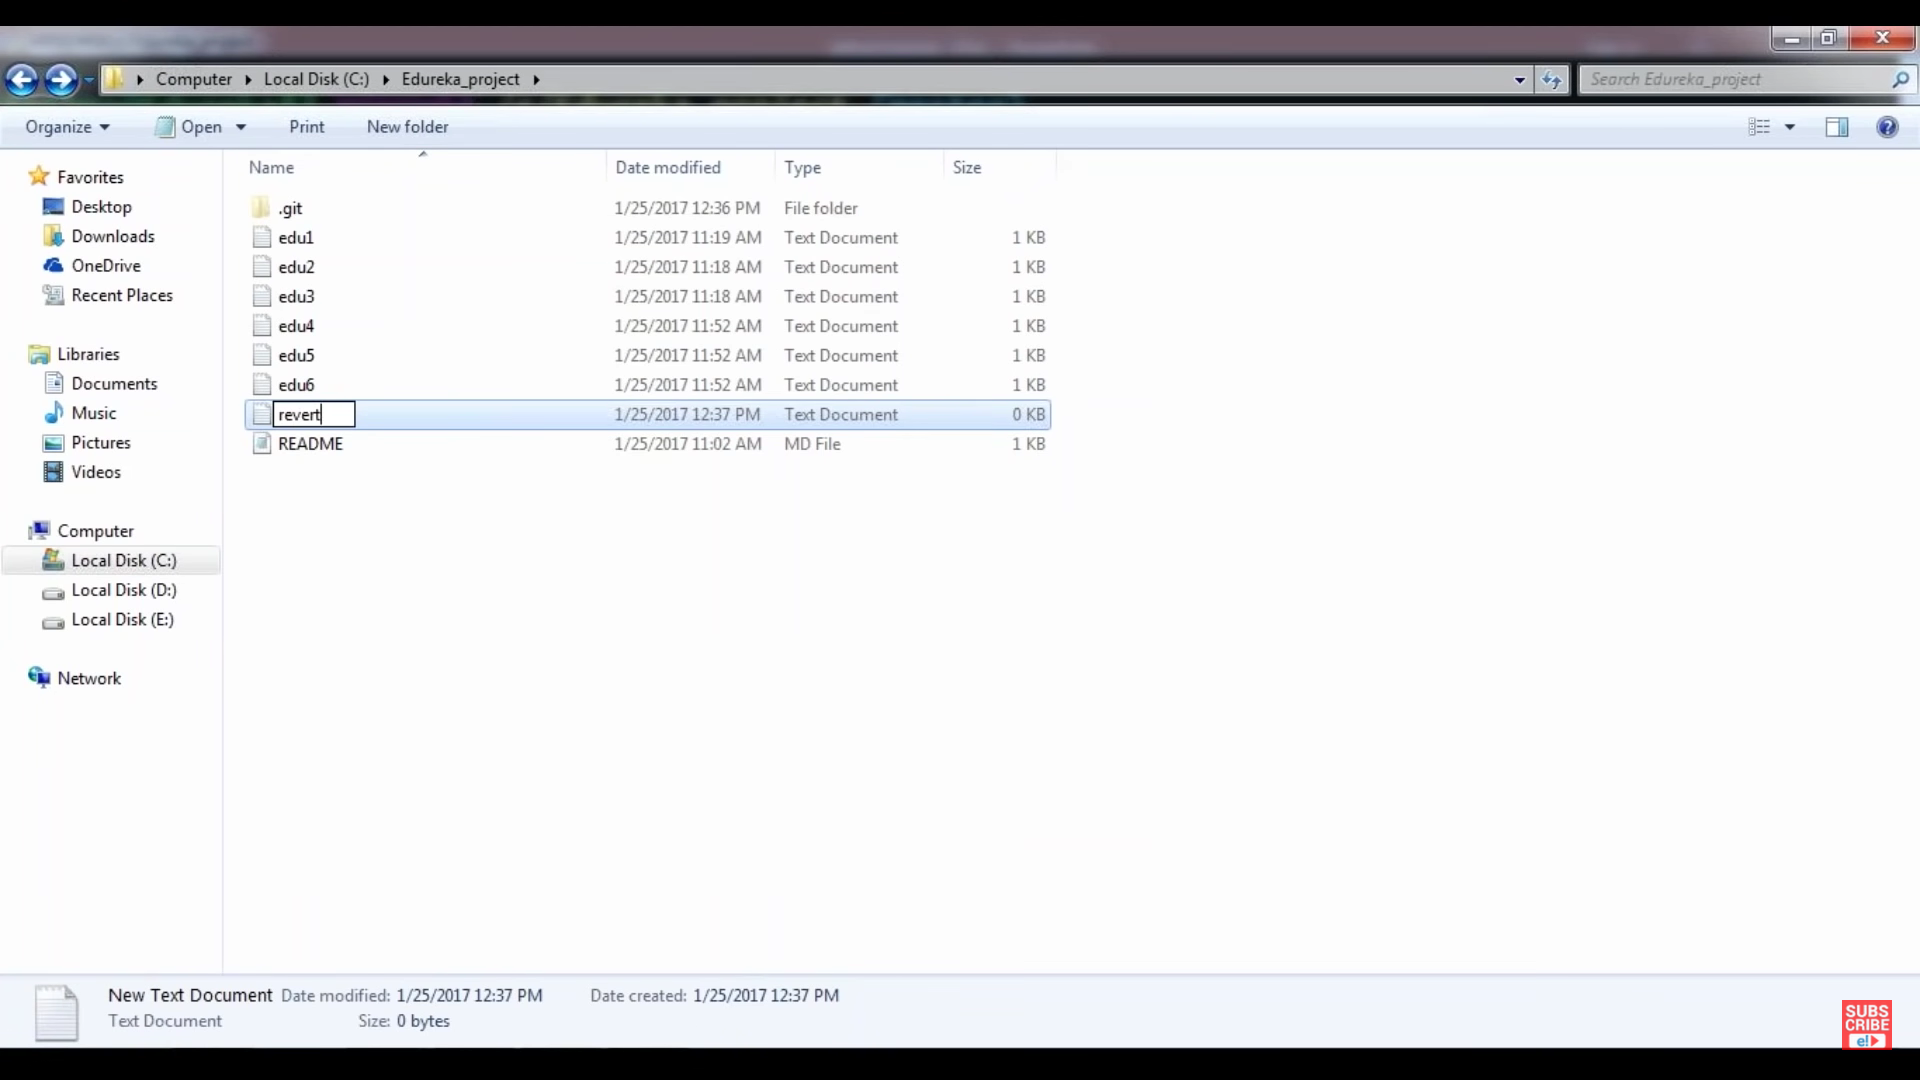 Computer Local Disk (C:) Edureka_project
Search Edureka_project
Organize Open Print New folder
Name Date modified Type Size
Favorites
Desktop
Downloads
OneDrive
Recent Places
Libraries
Documents
Music
Pictures
Videos
Computer
Local Disk (C:)
Local Disk (D:)
Local Disk (E:)
Network
.git 1/25/2017 12:36 PM File folder
edu1 1/25/2017 11:19 AM Text Document 1 KB
edu2 1/25/2017 11:18 AM Text Document 1 KB
edu3 1/25/2017 11:18 AM Text Document 1 KB
edu4 1/25/2017 11:52 AM Text Document 1 KB
edu5 1/25/2017 11:52 AM Text Document 1 KB
edu6 1/25/2017 11:52 AM Text Document 1 KB
revert 1/25/2017 12:37 PM Text Document 0 KB
README 1/25/2017 11:02 AM MD File 1 KB
New Text Document Date modified: 1/25/2017 12:37 PM Date created: 1/25/2017 12:37 PM
Text Document Size: 0 bytes
SUBS
CRIBE
e!